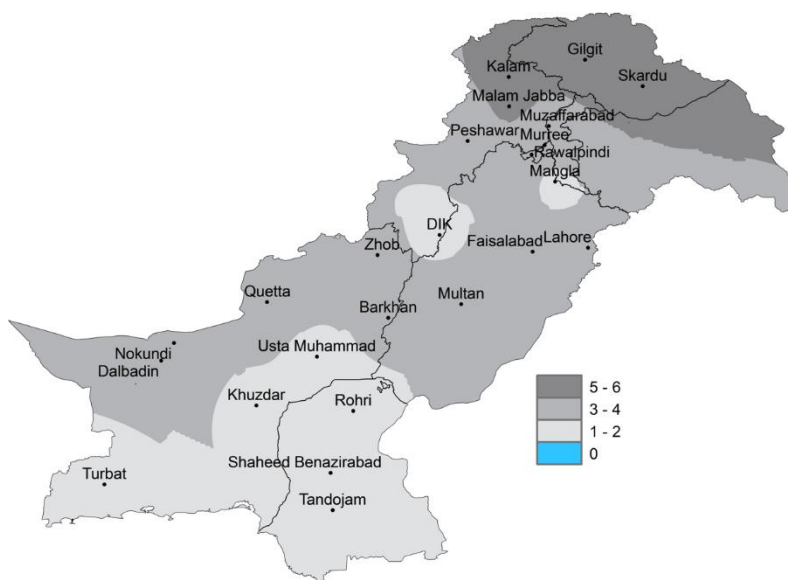 Gilgit
Kalam
Skardu
Malam Jabba
Muzaffarabad
Peshawar
Murree
Rawalpindi
Mangla
DIK
Zhob
Faisalabad
Lahore
Quetta
Barkhan
Multan
Nokundi
Usta Muhammad
Dalbadin
Khuzdar
Rohri
Shaheed Benazirabad
Turbat
Tandojam
5 - 6
3 - 4
1 - 2
0